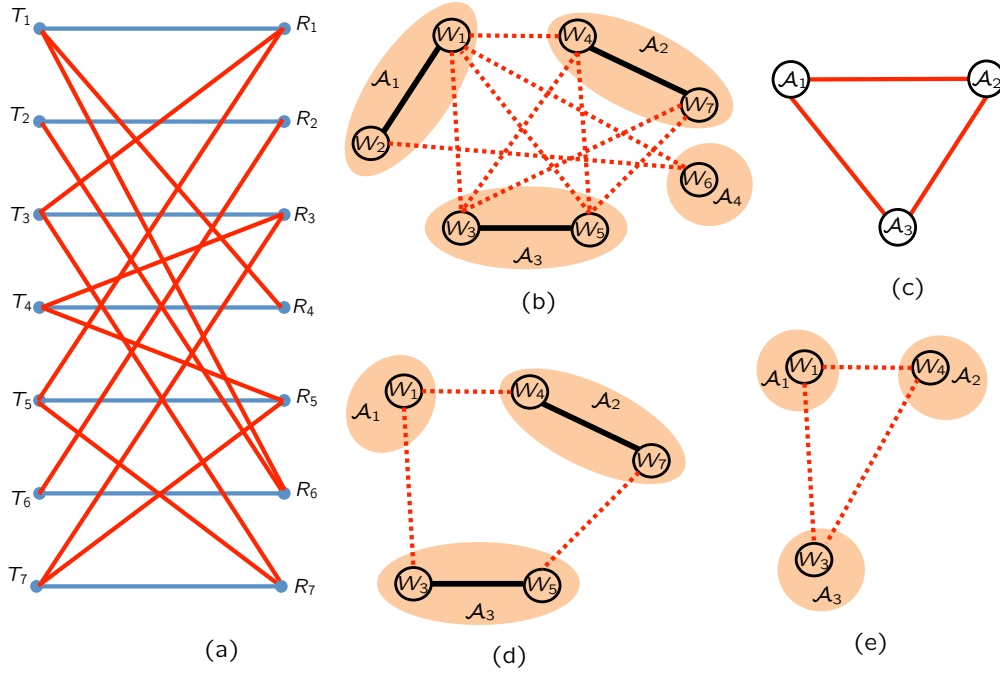 T₁ R₁
T₂ R₂
T₃ R₃
T₄ R₄
T₅ R₅
T₆ R₆
T₇ R₇
(a)
W₁ W₄ A₂
A₁
W₇
W₂
W₆
A₄
W₃ W₅
A₃
(b)
A₁ A₂
A₃
(c)
W₁ W₄ A₂
A₁
W₇
W₃ W₅
A₃
(d)
W₁ W₄
A₁ A₂
W₃
A₃
(e)